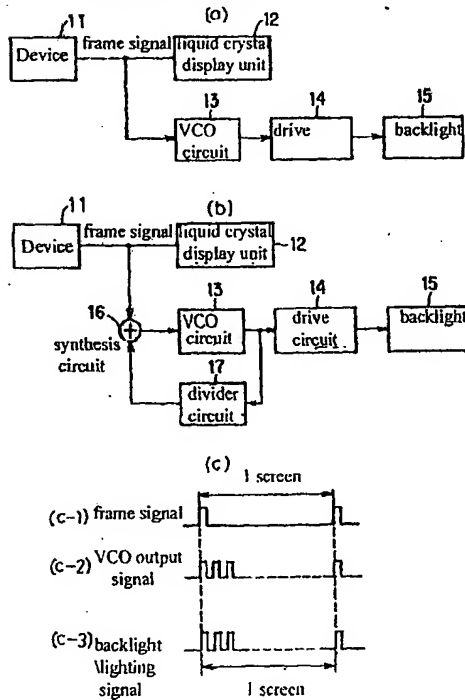 (a)
11
Device
frame signal
liquid crystal
display unit
12
13
VCO
circuit
14
drive
15
backlight
(b)
11
Device
frame signal
liquid crystal
display unit
12
16
synthesis
circuit
13
VCO
circuit
14
drive
circuit
15
backlight
17
divider
circuit
(c)
1 screen
(c-1) frame signal
(c-2) VCO output
signal
(c-3) backlight
lighting
signal
1 screen